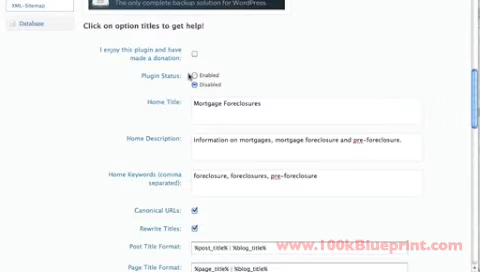 XML-Sitemap
The only complete backup solution for WordPress.
Database
Click on option titles to get help!
I enjoy this plugin and have
made a donation:
Plugin Status:
Enabled
Disabled
Home Title:
Mortgage Foreclosures
Home Description:
Information on mortgages, mortgage foreclosure and pre-foreclosure.
Home Keywords (comma
separated):
foreclosure, foreclosures, pre-foreclosure
Canonical URLs:
Rewrite Titles:
Post Title Format:
%post_title% | %blog_title%
www.100kBlueprint.com
Page Title Format:
%page_title% | %blog_title%